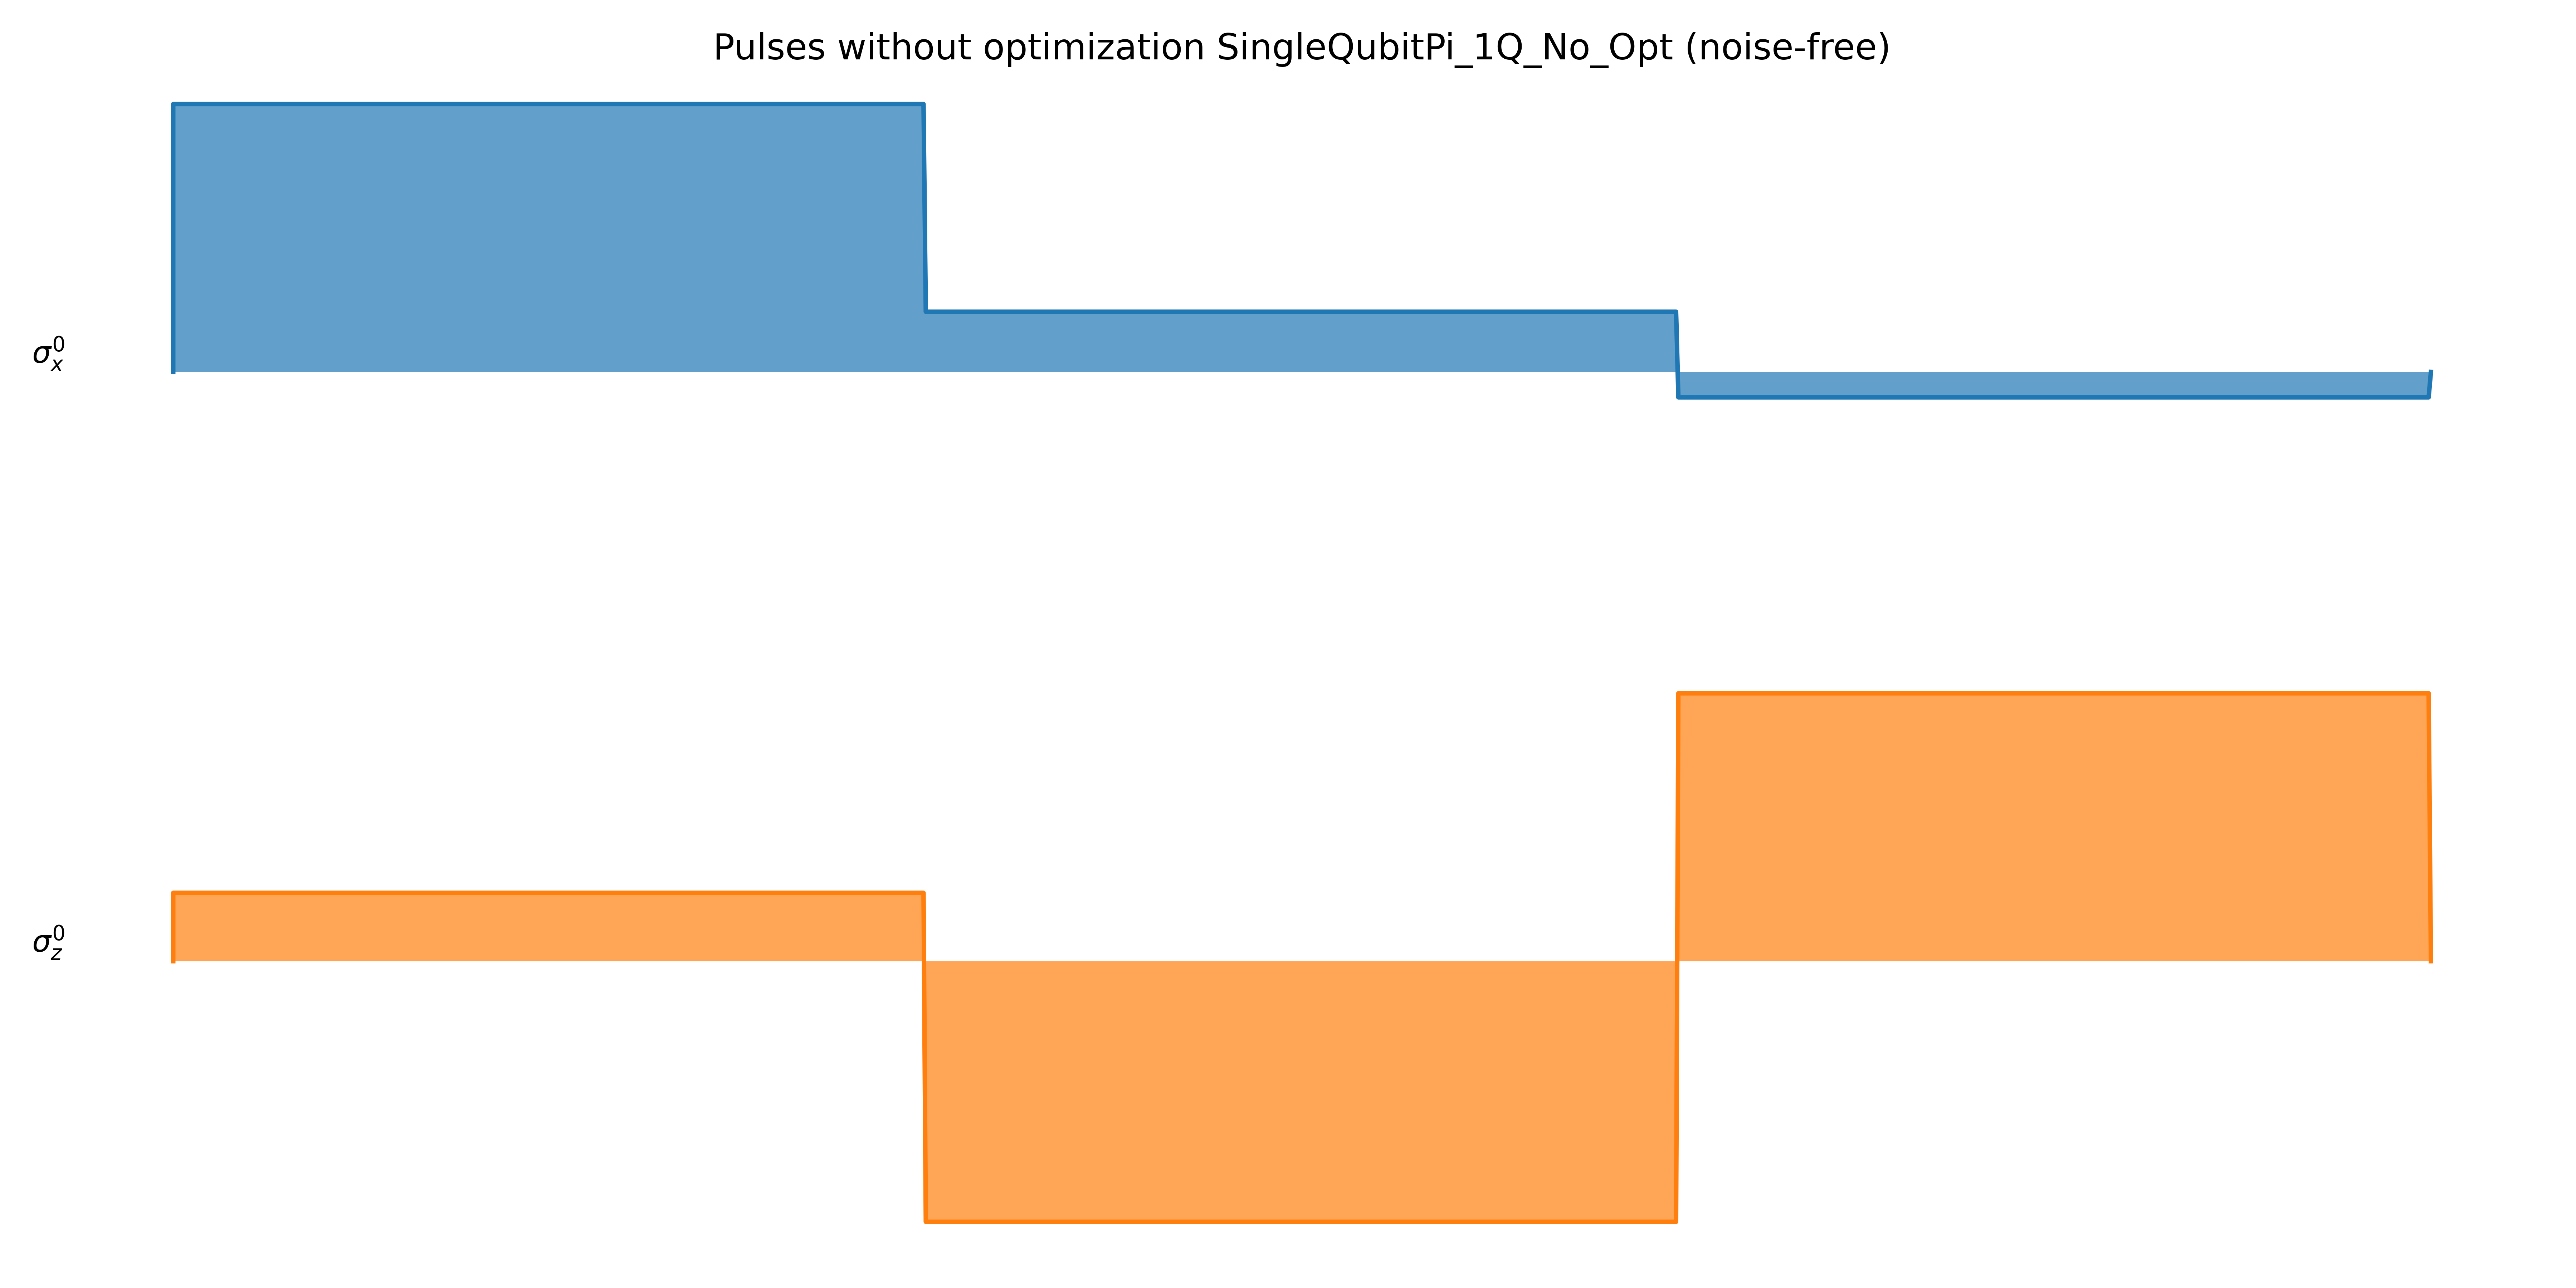 Pulses without optimization SingleQubitPi_1Q_No_Opt (noise-free)
σ_x^0
σ_z^0